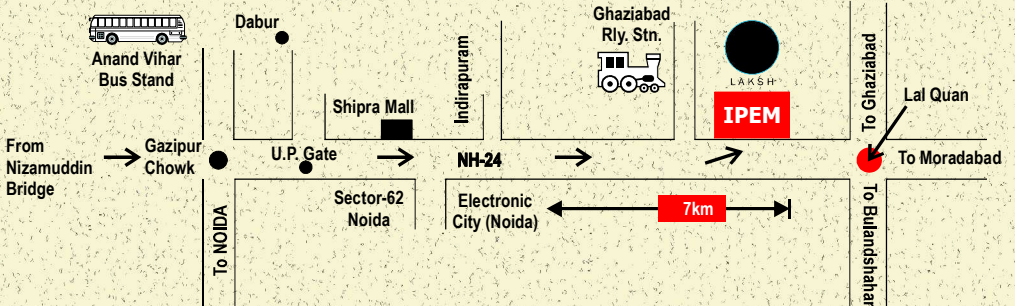 Dabur
Anand Vihar
Bus Stand
Ghaziabad
Rly. Stn.
LAKSH
IPEM
To Ghaziabad
Lal Quan
Indirapuram
Shipra Mall
From
Nizamuddin
Bridge
Gazipur
Chowk
U.P. Gate
NH-24
To Moradabad
Sector-62
Noida
Electronic
City (Noida)
7km
To NOIDA
To Bulandshahar